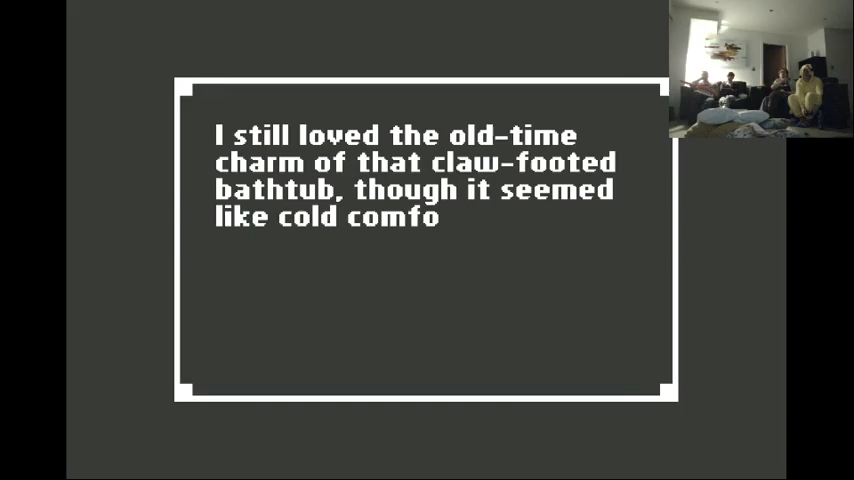 I still loved the old-time
charm of that claw-footed
bathtub, though it seemed
like cold comfo